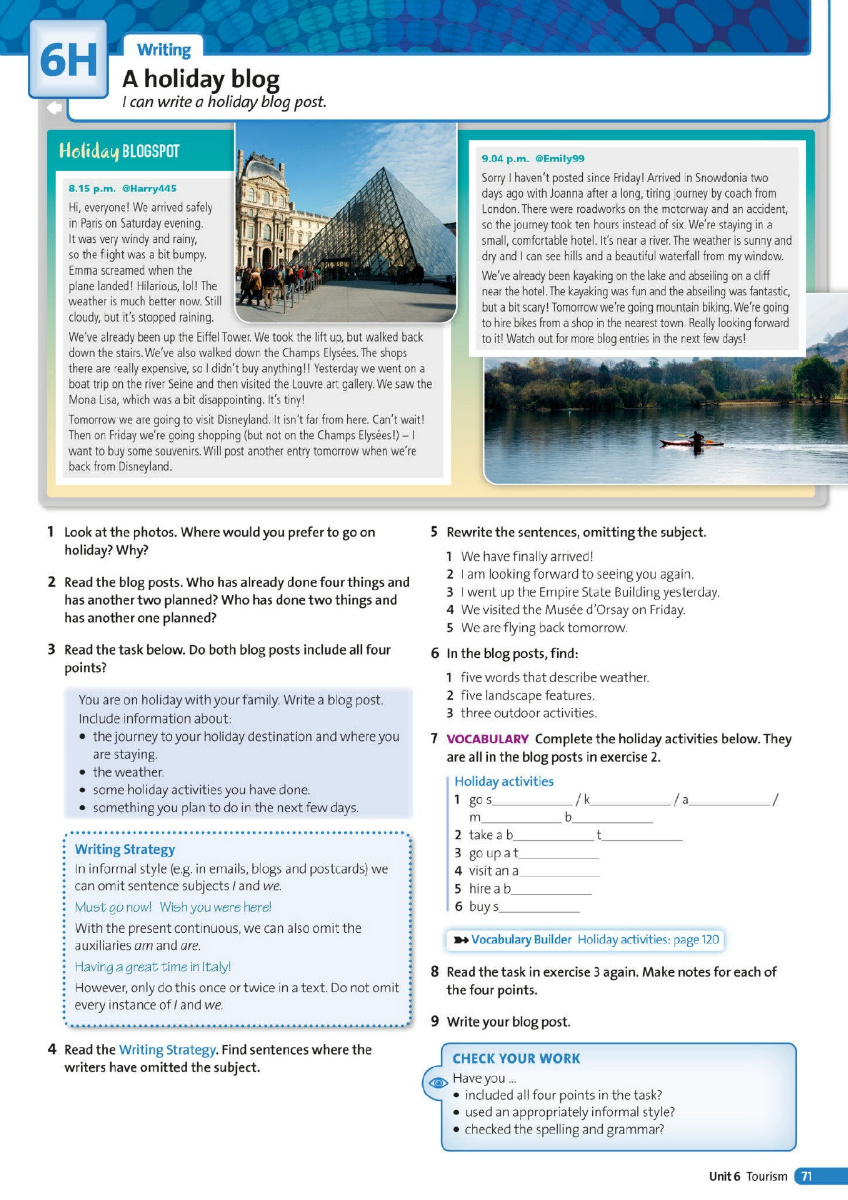 6H
Writing
A holiday blog
I can write a holiday blog post.
Holiday BLOGSPOT
8.15 p.m. @Harry445
Hi, everyone! We arrived safely
in Paris on Saturday evening.
It was very windy and rainy,
so the flight was a bit bumpy.
Emma screamed when the
plane landed! Hilarious, lol! The
weather is much better now. Still
cloudy, but it's stopped raining.
We've already been up the Eiffel Tower. We took the lift up, but walked back
down the stairs. We've also walked down the Champs Elysées. The shops
there are really expensive, so I didn't buy anything!! Yesterday we went on a
boat trip on the river Seine and then visited the Louvre art gallery. We saw the
Mona Lisa, which was a bit disappointing. It's tiny!
Tomorrow we are going to visit Disneyland. It isn't far from here. Can't wait!
Then on Friday we're going shopping (but not on the Champs Elysées!) – I
want to buy some souvenirs. Will post another entry tomorrow when we're
back from Disneyland.
9.04 p.m. @Emily99
Sorry I haven't posted since Friday! Arrived in Snowdonia two
days ago with Joanna after a long, tiring journey by coach from
London. There were roadworks on the motorway and an accident,
so the journey took ten hours instead of six. We're staying in a
small, comfortable hotel. It's near a river. The weather is sunny and
dry and I can see hills and a beautiful waterfall from my window.
We've already been kayaking on the lake and abseiling on a cliff
near the hotel. The kayaking was fun and the abseiling was fantastic,
but a bit scary! Tomorrow we're going mountain biking. We're going
to hire bikes from a shop in the nearest town. Really looking forward
to it! Watch out for more blog entries in the next few days!
1 Look at the photos. Where would you prefer to go on
holiday? Why?
2 Read the blog posts. Who has already done four things and
has another two planned? Who has done two things and
has another one planned?
3 Read the task below. Do both blog posts include all four
points?
You are on holiday with your family. Write a blog post.
Include information about:
• the journey to your holiday destination and where you
are staying.
• the weather.
• some holiday activities you have done.
• something you plan to do in the next few days.
Writing Strategy
In informal style (e.g. in emails, blogs and postcards) we
can omit sentence subjects I and we.
Must go now! Wish you were here!
With the present continuous, we can also omit the
auxiliaries am and are.
Having a great time in Italy!
However, only do this once or twice in a text. Do not omit
every instance of I and we.
4 Read the Writing Strategy. Find sentences where the
writers have omitted the subject.
5 Rewrite the sentences, omitting the subject.
1 We have finally arrived!
2 I am looking forward to seeing you again.
3 I went up the Empire State Building yesterday.
4 We visited the Musée d'Orsay on Friday.
5 We are flying back tomorrow.
6 In the blog posts, find:
1 five words that describe weather.
2 five landscape features.
3 three outdoor activities.
7 VOCABULARY Complete the holiday activities below. They
are all in the blog posts in exercise 2.
Holiday activities
1 go s____________ / k____________ / a____________ /
m____________ b____________
2 take a b____________ t____________
3 go up a t____________
4 visit an a____________
5 hire a b____________
6 buy s____________
Vocabulary Builder Holiday activities: page 120
8 Read the task in exercise 3 again. Make notes for each of
the four points.
9 Write your blog post.
CHECK YOUR WORK
Have you ...
• included all four points in the task?
• used an appropriately informal style?
• checked the spelling and grammar?
Unit 6 Tourism 71